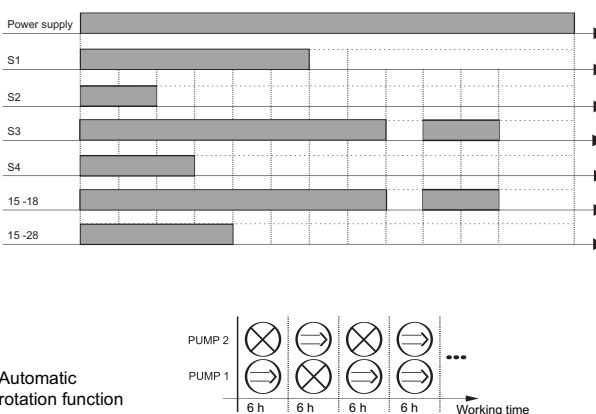 Power supply
S1
S2
S3
S4
15 -18
15 -28
PUMP 2
PUMP 1
Automatic
rotation function
6 h 6 h 6 h 6 h Working time